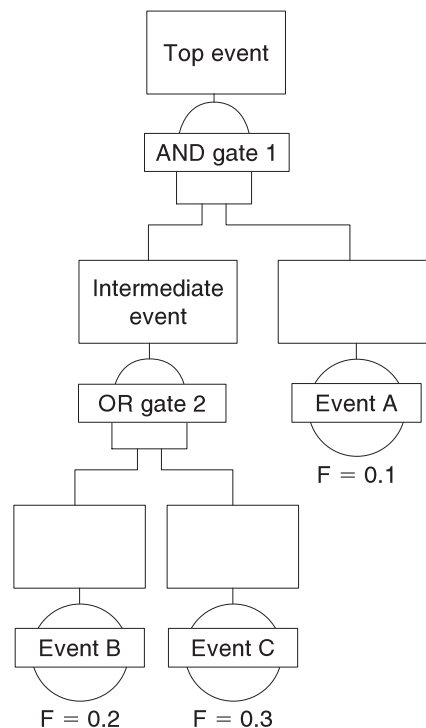 Top event
AND gate 1
Intermediate
event
OR gate 2
Event A
F = 0.1
Event B
Event C
F = 0.2
F = 0.3